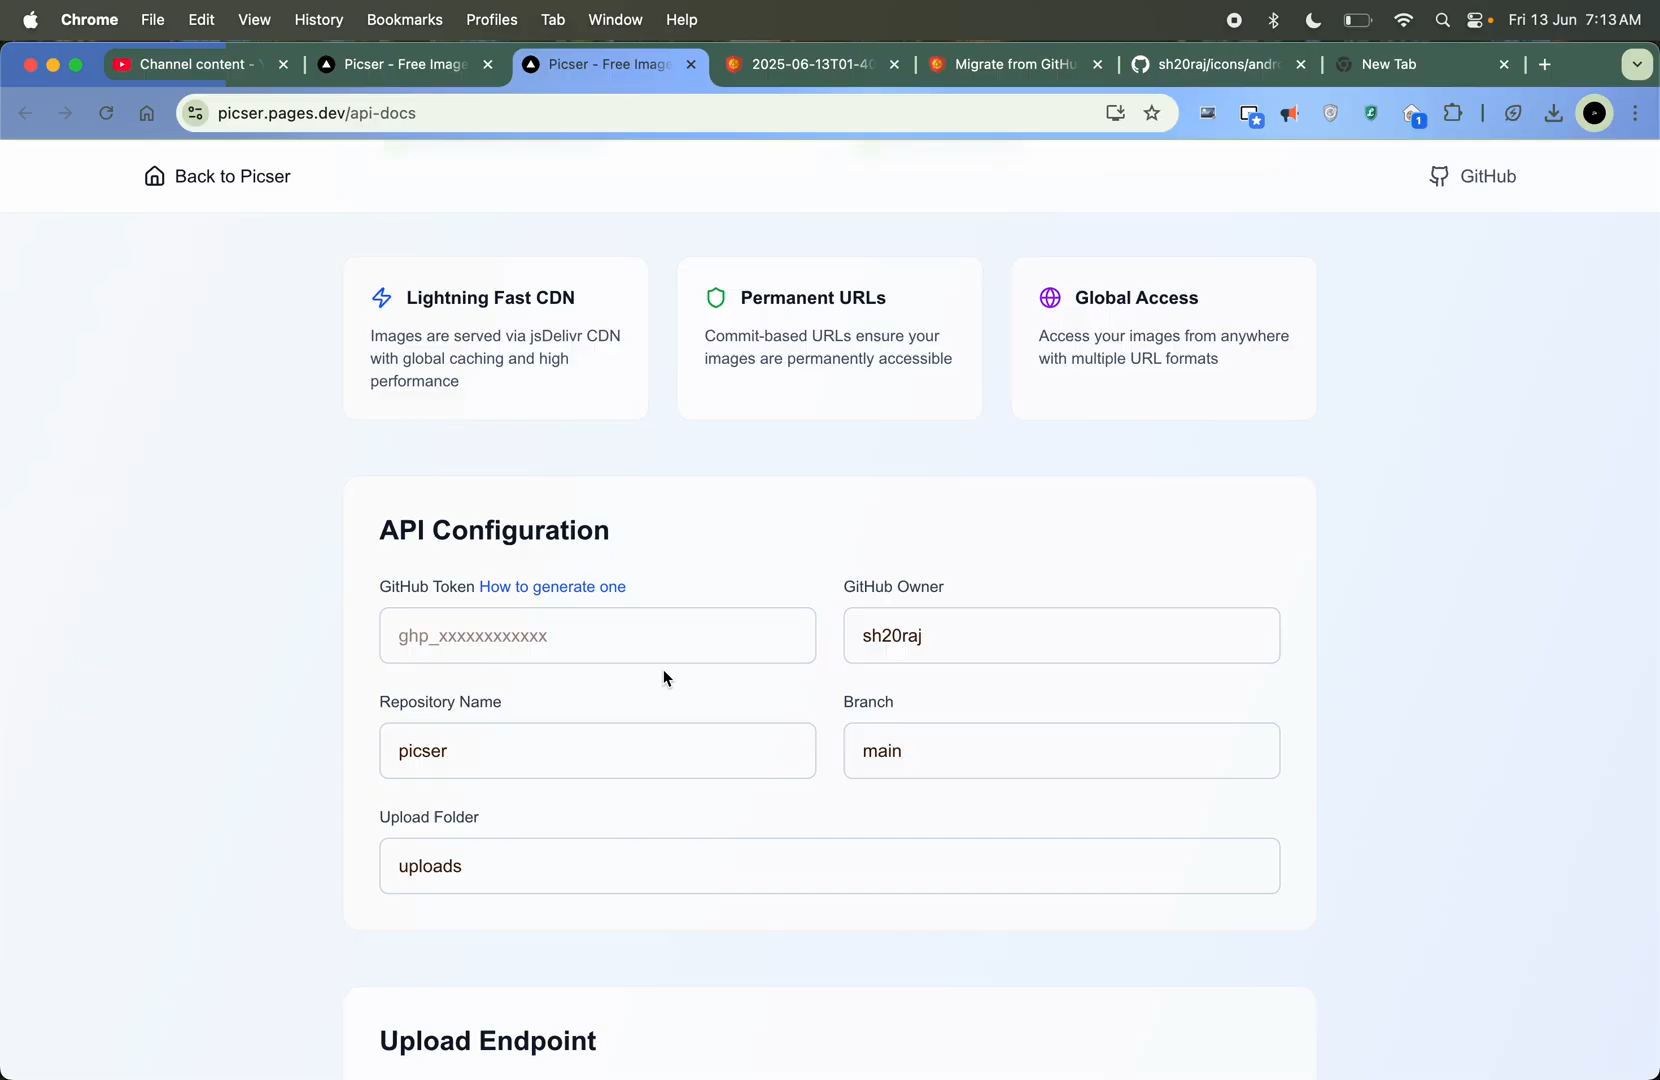 Chrome File Edit View History Bookmarks Profiles Tab Window Help Fri 13 Jun 7:13 AM
Channel content - Picser - Free Image Picser - Free Image 2025-06-13T01-40 Migrate from GitHu sh20raj/icons/andr New Tab
picser.pages.dev/api-docs 1
Back to Picser GitHub
Lightning Fast CDN
Images are served via jsDelivr CDN
with global caching and high
performance
Permanent URLs
Commit-based URLs ensure your
images are permanently accessible
Global Access
Access your images from anywhere
with multiple URL formats
API Configuration
GitHub Token How to generate one
ghp_xxxxxxxxxxxx
GitHub Owner
sh20raj
Repository Name
picser
Branch
main
Upload Folder
uploads
Upload Endpoint